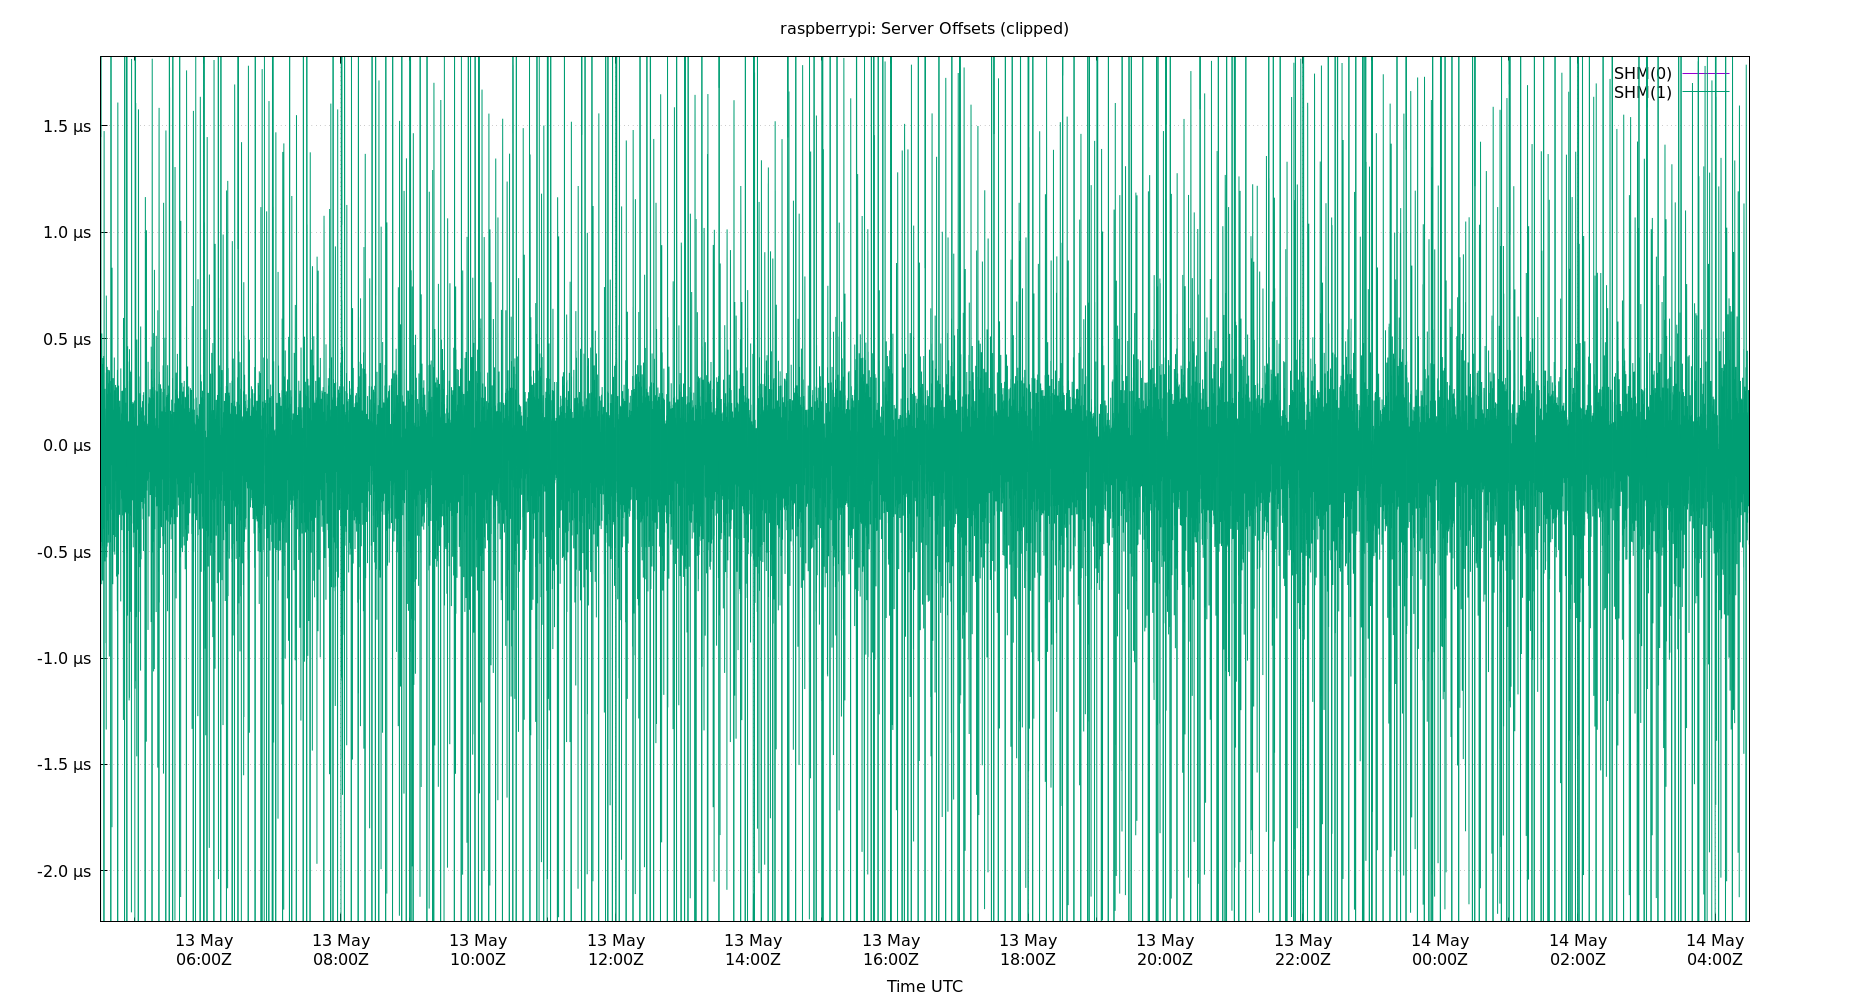 raspberrypi: Server Offsets (clipped)
SHM(0)
SHM(1)
1.5 µs
1.0 µs
0.5 µs
0.0 µs
-0.5 µs
-1.0 µs
-1.5 µs
-2.0 µs
13 May 13 May 13 May 13 May 13 May 13 May 13 May 13 May 13 May 14 May 14 May 14 May
06:00Z 08:00Z 10:00Z 12:00Z 14:00Z 16:00Z 18:00Z 20:00Z 22:00Z 00:00Z 02:00Z 04:00Z
Time UTC